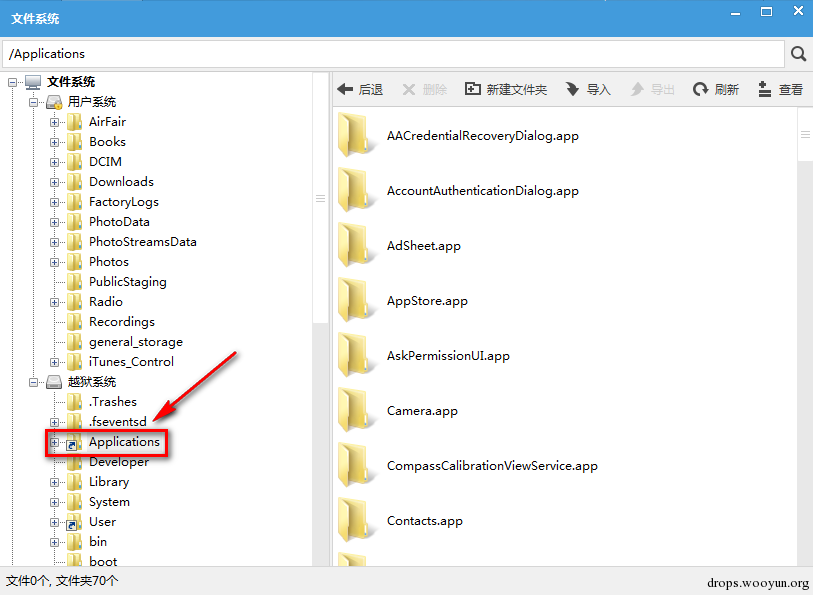 文件系统
/Applications
文件系统
用户系统
AirFair
Books
DCIM
Downloads
FactoryLogs
PhotoData
PhotoStreamsData
Photos
PublicStaging
Radio
Recordings
general_storage
iTunes_Control
越狱系统
.Trashes
.fseventsd
Applications
Developer
Library
System
User
bin
boot
后退 删除 新建文件夹 导入 导出 刷新 查看
AACredentialRecoveryDialog.app
AccountAuthenticationDialog.app
AdSheet.app
AppStore.app
AskPermissionUI.app
Camera.app
CompassCalibrationViewService.app
Contacts.app
文件0个, 文件夹70个
drops.wooyun.org